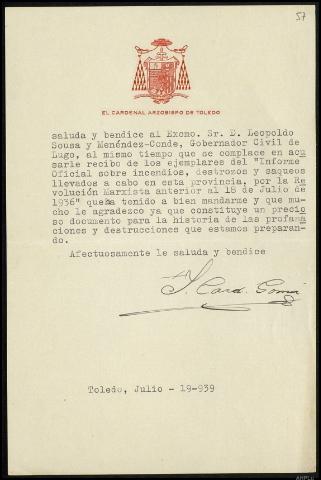 57
EL CARDENAL ARZOBISPO DE TOLEDO
saluda y bendice al Excmo. Sr. D. Leopoldo
Sousa y Menéndez-Conde, Gobernador Civil de
Lugo, al mismo tiempo que se complace en acu
sarle recibo de los ejemplares del "Informe
Oficial sobre incendios, destrozos y saqueos
llevados a cabo en esta provincia, por la Re
volución Marxista anterior al 18 de Julio de
1936" que ha tenido a bien mandarme y que mu-
cho le agradezco ya que constituye un precio
so documento para la historia de las profana
ciones y destrucciones que estamos preparan-
do.
Afectuosamente le saluda y bendice
I. Card. Gomá
Toledo, Julio - 19-939